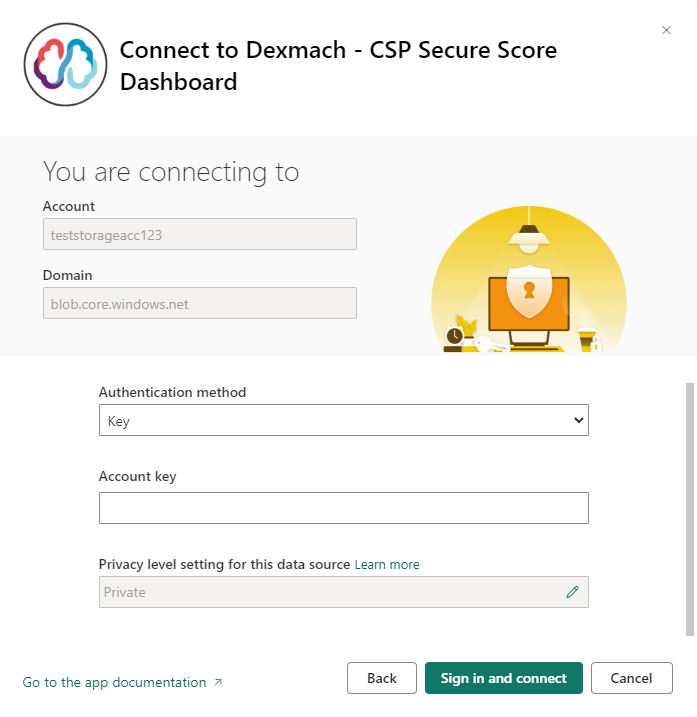 Connect to Dexmach - CSP Secure Score
Dashboard
You are connecting to
Account
teststorageacc123
Domain
blob.core.windows.net
Authentication method
Key
Account key
Privacy level setting for this data source Learn more
Private
Go to the app documentation
Back
Sign in and connect
Cancel